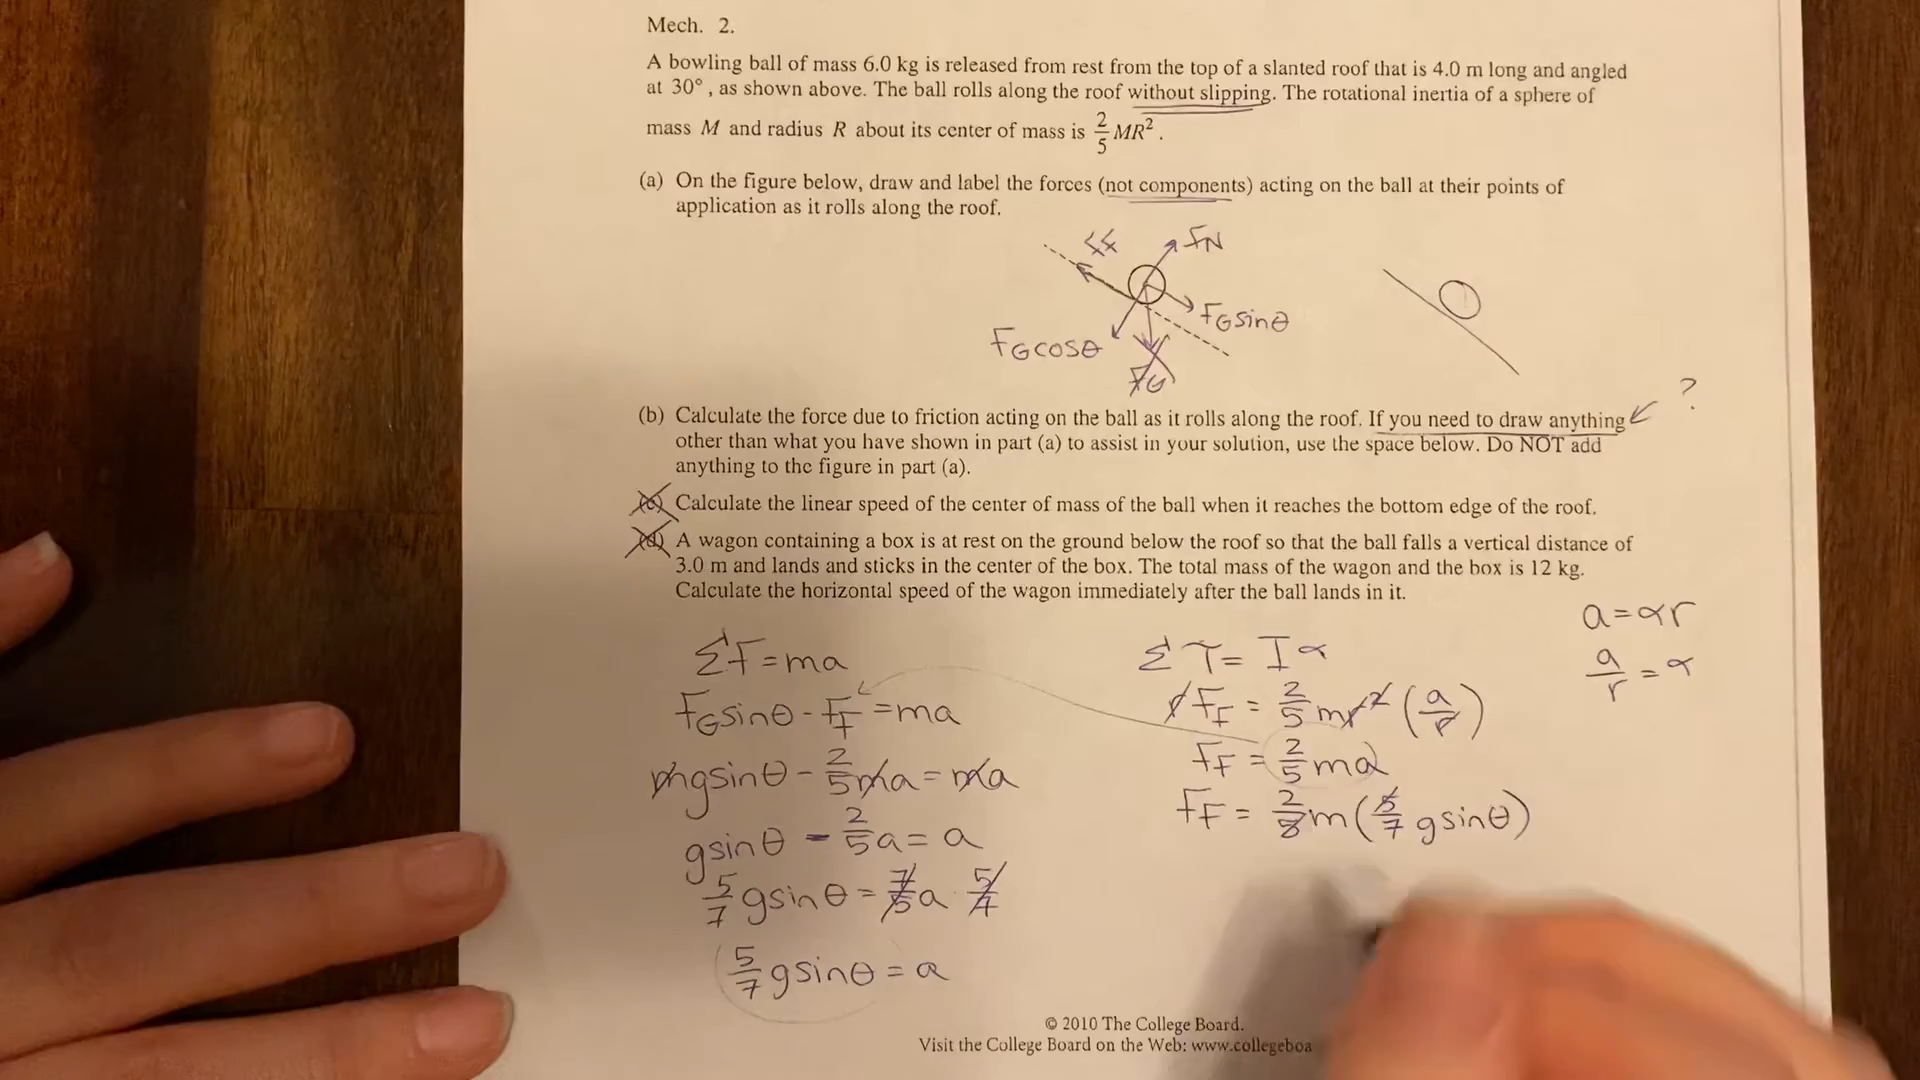 Mech. 2.
A bowling ball of mass 6.0 kg is released from rest from the top of a slanted roof that is 4.0 m long and angled
at 30°, as shown above. The ball rolls along the roof without slipping. The rotational inertia of a sphere of
mass M and radius R about its center of mass is 2/5 MR².
(a) On the figure below, draw and label the forces (not components) acting on the ball at their points of
application as it rolls along the roof.
FN
FGsinθ
FGcosθ
FG
?
(b) Calculate the force due to friction acting on the ball as it rolls along the roof. If you need to draw anything
other than what you have shown in part (a) to assist in your solution, use the space below. Do NOT add
anything to the figure in part (a).
(c) Calculate the linear speed of the center of mass of the ball when it reaches the bottom edge of the roof.
(d) A wagon containing a box is at rest on the ground below the roof so that the ball falls a vertical distance of
3.0 m and lands and sticks in the center of the box. The total mass of the wagon and the box is 12 kg.
Calculate the horizontal speed of the wagon immediately after the ball lands in it.
ΣF = ma
FGsinθ - FF = ma
mgsinθ - 2/5 ma = ma
gsinθ - 2/5 a = a
5/7 gsinθ = 7/5 a · 5/7
5/7 gsinθ = a
Στ = Iα
rFF = 2/5 mr² (a/r)
FF = 2/5 ma
FF = 2/5 m(5/7 gsinθ)
a = αr
a/r = α
© 2010 The College Board.
Visit the College Board on the Web: www.collegeboa